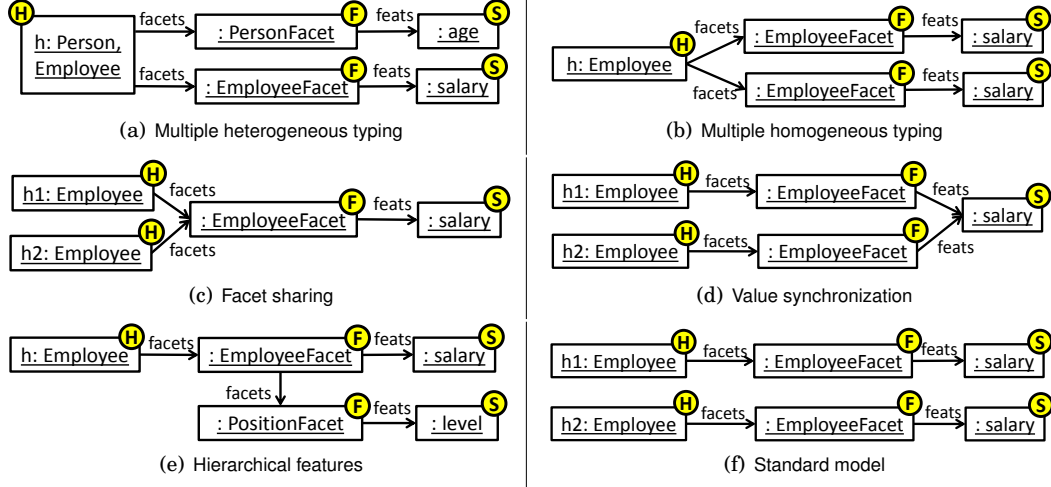 H
h: Person,
Employee
facets
: PersonFacet
F
feats
: age
S
facets
: EmployeeFacet
F
feats
: salary
S
(a) Multiple heterogeneous typing
h: Employee
H
facets
: EmployeeFacet
F
feats
: salary
S
facets
: EmployeeFacet
F
feats
: salary
S
(b) Multiple homogeneous typing
h1: Employee
H
facets
h2: Employee
H
facets
: EmployeeFacet
F
feats
: salary
S
(c) Facet sharing
h1: Employee
H
facets
: EmployeeFacet
F
feats
h2: Employee
H
facets
: EmployeeFacet
F
feats
: salary
S
(d) Value synchronization
h: Employee
H
facets
: EmployeeFacet
F
feats
: salary
S
facets
: PositionFacet
F
feats
: level
S
(e) Hierarchical features
h1: Employee
H
facets
: EmployeeFacet
F
feats
: salary
S
h2: Employee
H
facets
: EmployeeFacet
F
feats
: salary
S
(f) Standard model